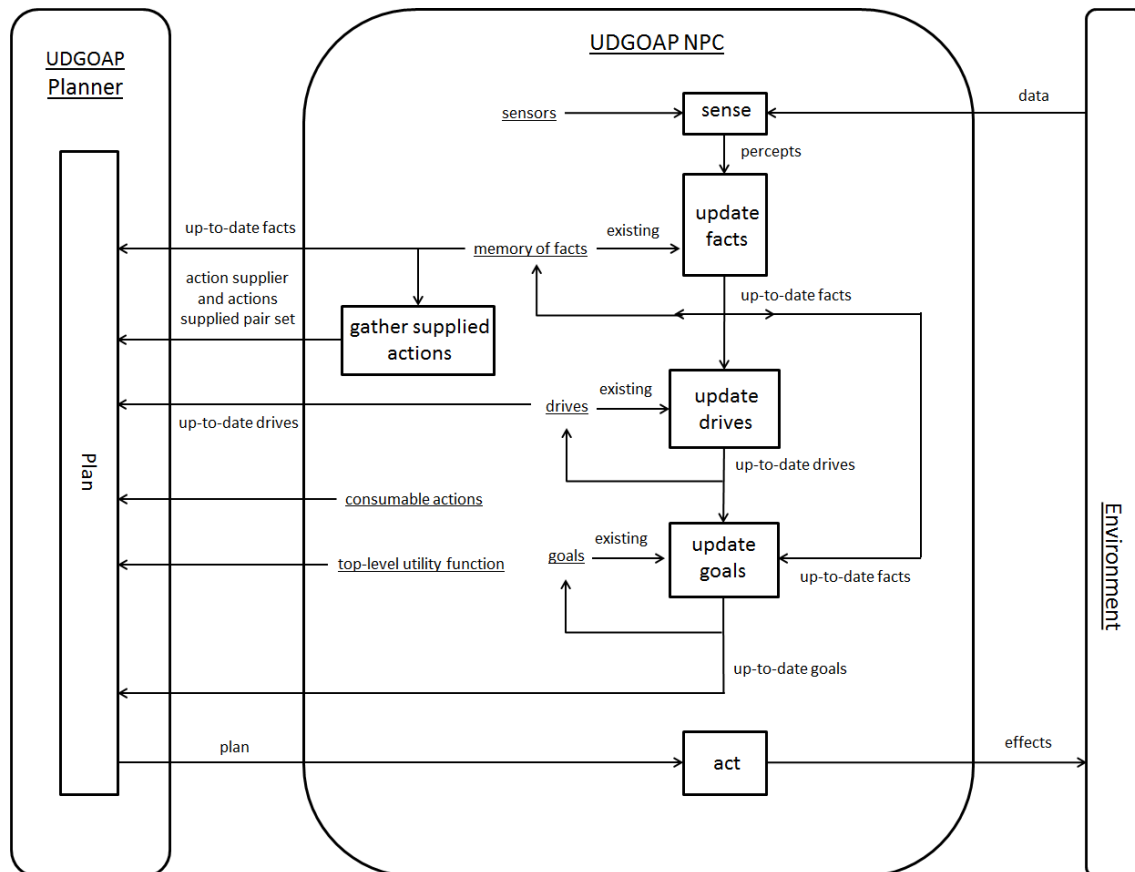 UDGOAP
Planner
UDGOAP NPC
sensors
sense
data
percepts
update
facts
up-to-date facts
memory of facts
existing
action supplier
and actions
supplied pair set
gather supplied
actions
up-to-date facts
existing
drives
update
drives
up-to-date drives
up-to-date drives
Plan
consumable actions
existing
goals
update
goals
top-level utility function
up-to-date facts
Environment
up-to-date goals
plan
act
effects